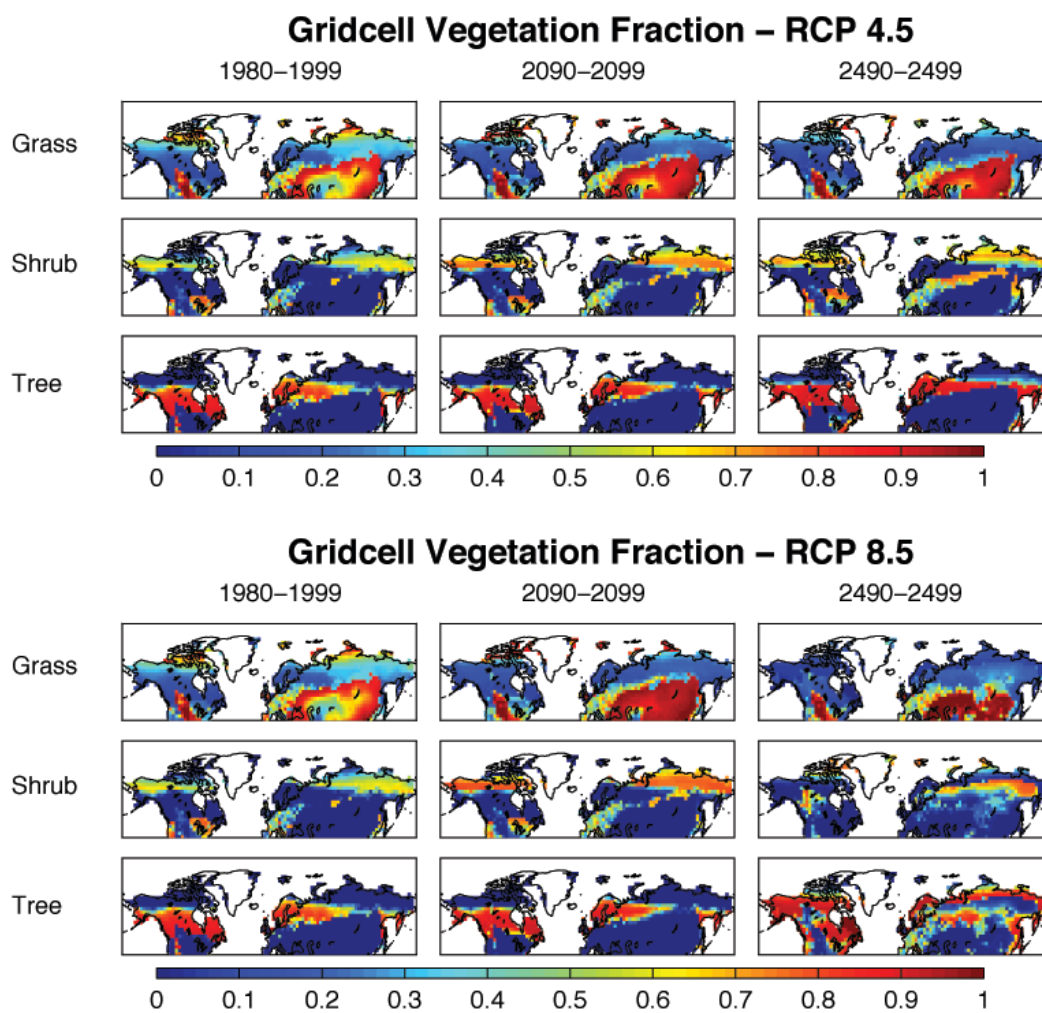 Gridcell Vegetation Fraction – RCP 4.5
1980–1999 2090–2099 2490–2499
Grass
Shrub
Tree
0 0.1 0.2 0.3 0.4 0.5 0.6 0.7 0.8 0.9 1
Gridcell Vegetation Fraction – RCP 8.5
1980–1999 2090–2099 2490–2499
Grass
Shrub
Tree
0 0.1 0.2 0.3 0.4 0.5 0.6 0.7 0.8 0.9 1